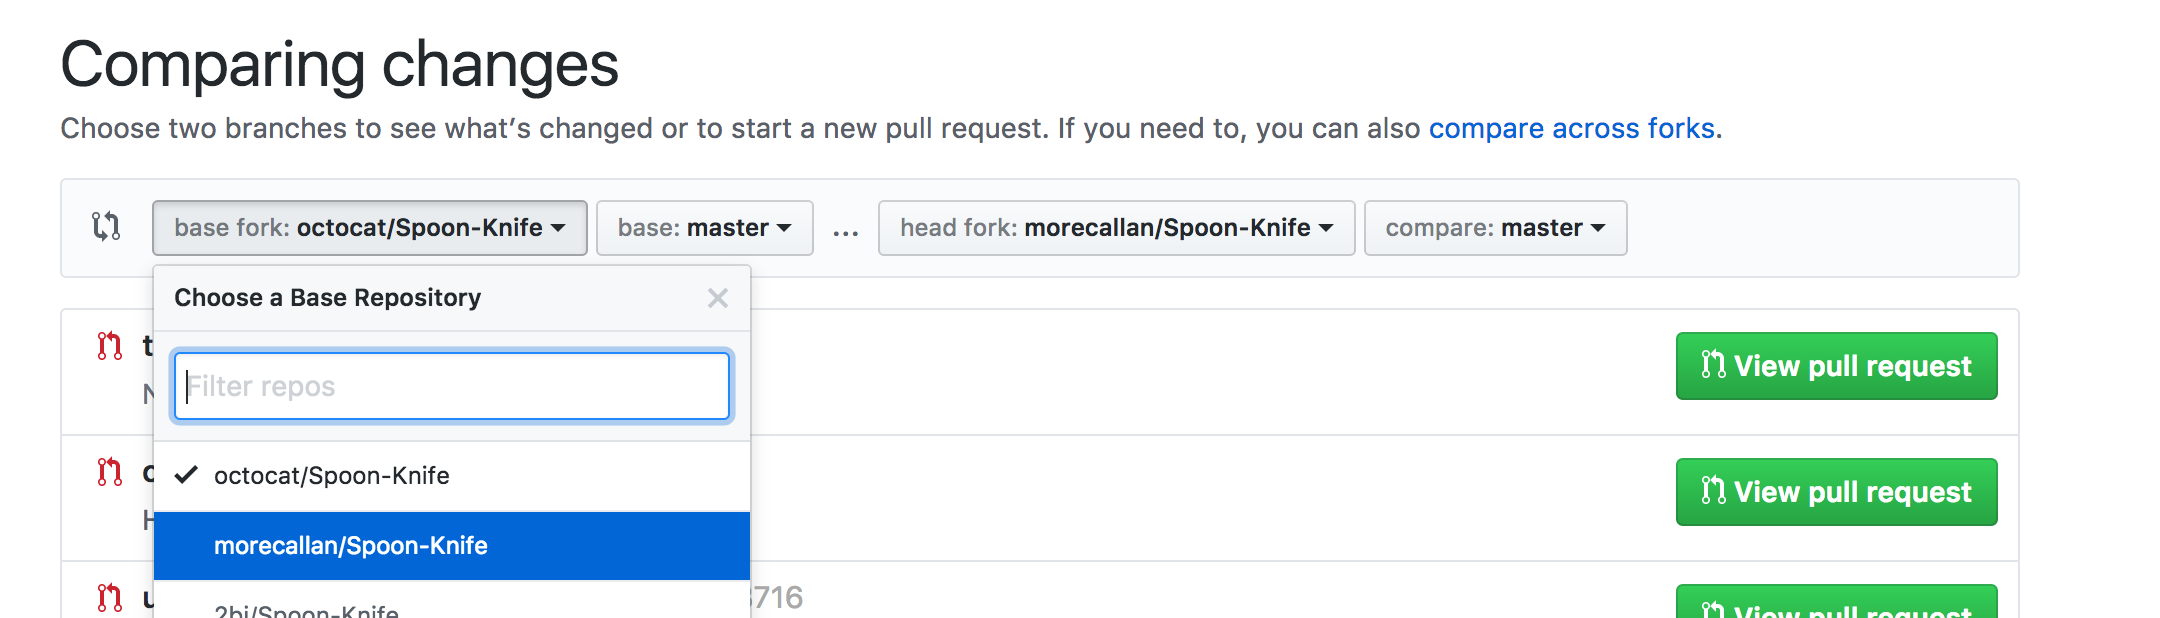 Comparing changes
Choose two branches to see what's changed or to start a new pull request. If you need to, you can also compare across forks.
base fork: octocat/Spoon-Knife base: master ... head fork: morecallan/Spoon-Knife compare: master
Choose a Base Repository
Filter repos
View pull request
octocat/Spoon-Knife
View pull request
morecallan/Spoon-Knife
2bi/Spoon-Knife
716
View pull request